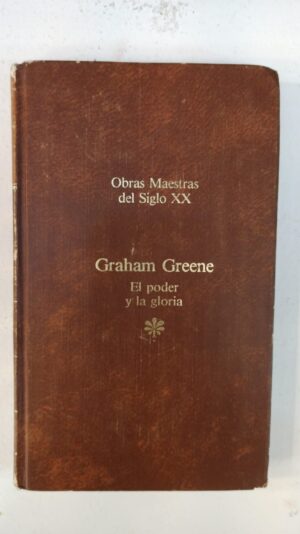 Obras Maestras
del Siglo XX
Graham Greene
El poder
y la gloria